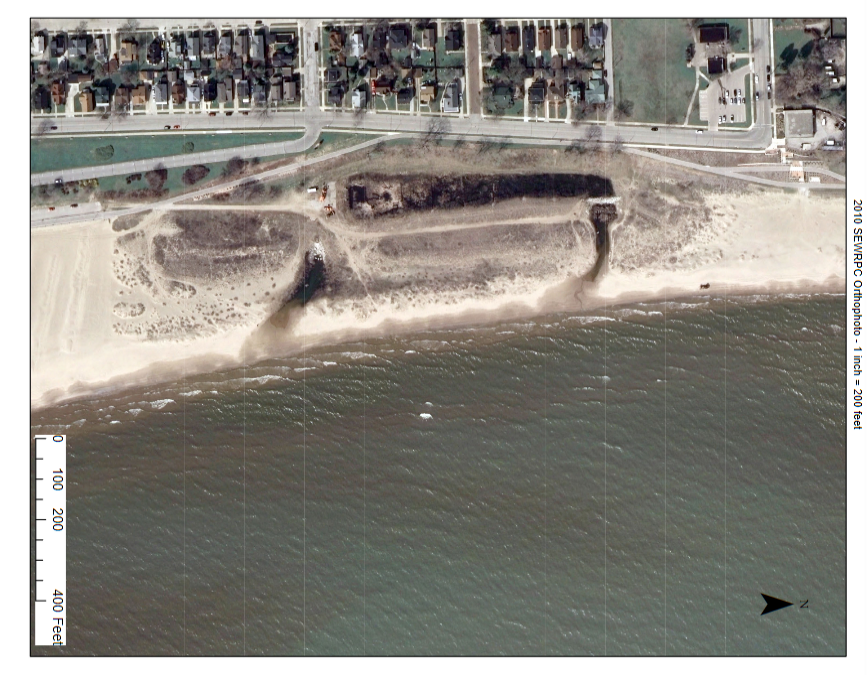 2010 SEWRPC Orthophoto - 1 inch = 200 feet
0 100 200 400 Feet
N